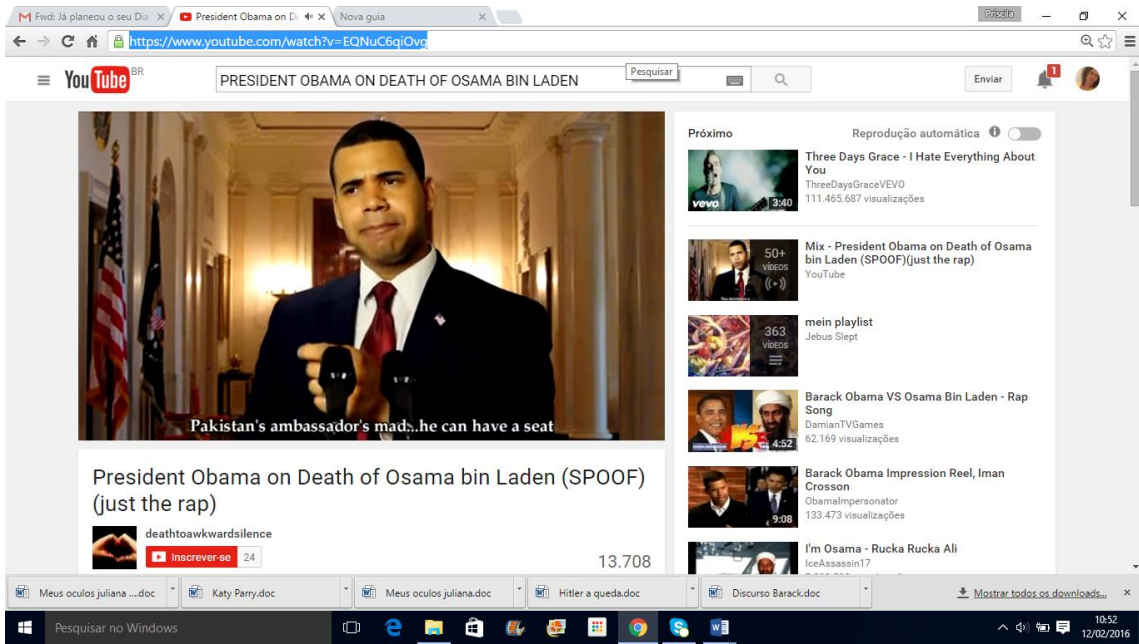 Fwd: Já planeou o seu Dia
President Obama on De
Nova guia
Priscila
https://www.youtube.com/watch?v=EQNuC6qiOvg
YouTube BR
PRESIDENT OBAMA ON DEATH OF OSAMA BIN LADEN
Pesquisar
Enviar
1
Pakistan's ambassador's mad...he can have a seat
President Obama on Death of Osama bin Laden (SPOOF)
(just the rap)
deathtoawkwardsilence
Inscrever-se 24
13.708
Próximo
Reprodução automática
vevo
3:40
Three Days Grace - I Hate Everything About
You
ThreeDaysGraceVEVO
111.465.687 visualizações
50+
VÍDEOS
Mix - President Obama on Death of Osama
bin Laden (SPOOF)(just the rap)
YouTube
363
VÍDEOS
mein playlist
Jebus Slept
VS
4:52
Barack Obama VS Osama Bin Laden - Rap
Song
DamianTVGames
62.169 visualizações
9:08
Barack Obama Impression Reel, Iman
Crosson
ObamaImpersonator
133.473 visualizações
I'm Osama - Rucka Rucka Ali
IceAssassin17
Meus oculos juliana ....doc
Katy Parry.doc
Meus oculos juliana.doc
Hitler a queda.doc
Discurso Barack.doc
Mostrar todos os downloads...
Pesquisar no Windows
10:52
12/02/2016